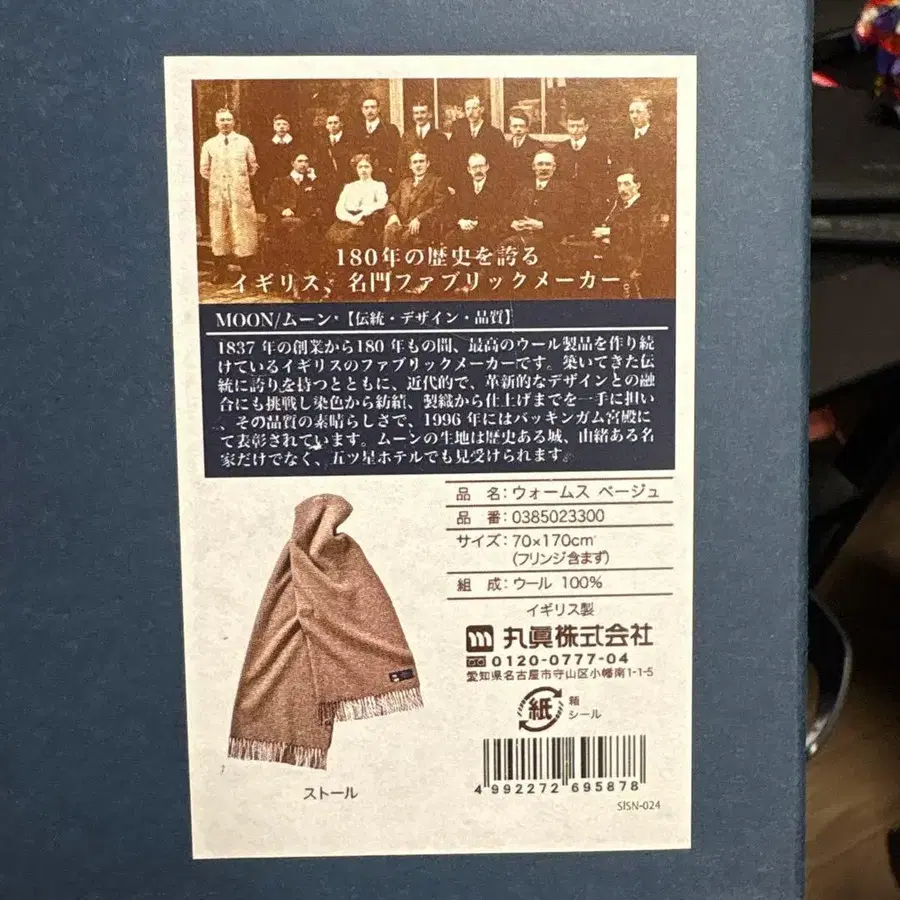 180年の歴史を誇る
イギリス、名門ファブリックメーカー
MOON/ムーン・【伝統・デザイン・品質】
1837 年の創業から180 年もの間、最高のウール製品を作り続
けているイギリスのファブリックメーカーです。築いてきた伝
統に誇りを持つとともに、近代的で、革新的なデザインとの融
合にも挑戦し染色から紡績、製織から仕上げまでを一手に担い
、その品質の素晴らしさで、1996 年にはバッキンガム宮殿に
て表彰されています。ムーンの生地は歴史ある城、由緒ある名
家だけでなく、五ツ星ホテルでも見受けられます。
品 名：ウォームス ベージュ
品 番：0385023300
サイズ：70×170cm
（フリンジ含まず）
組 成：ウール 100%
イギリス製
丸眞株式会社
0120-0777-04
愛知県名古屋市守山区小幡南1-1-5
紙
箱
シール
4 992272 695878
SISN-024
ストール